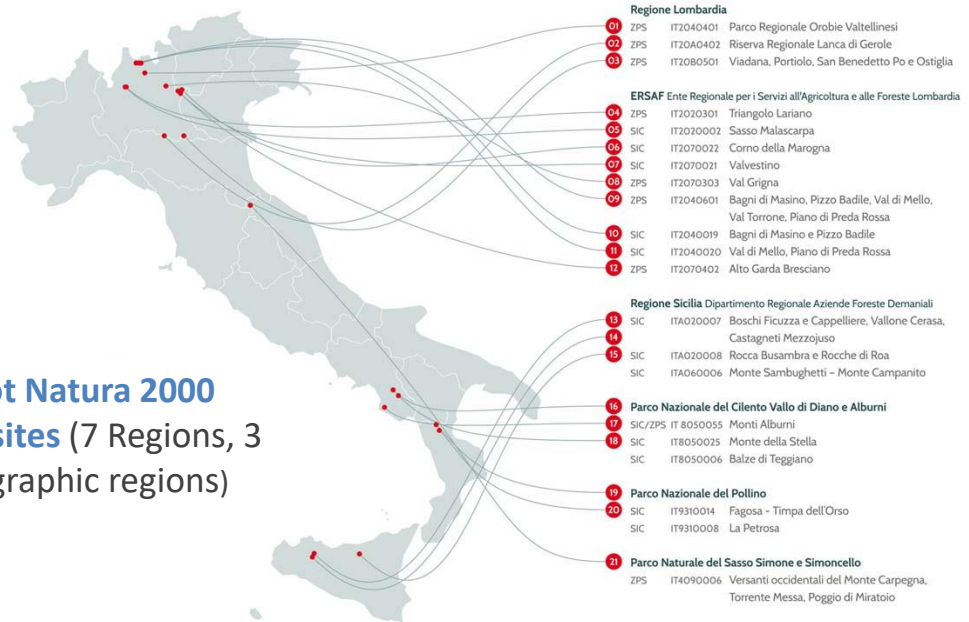 Regione Lombardia
01 ZPS IT2040401 Parco Regionale Orobie Valtellinesi
02 ZPS IT20A0402 Riserva Regionale Lanca di Gerole
03 ZPS IT20B0501 Viadana, Portiolo, San Benedetto Po e Ostiglia
ERSAF Ente Regionale per i Servizi all'Agricoltura e alle Foreste Lombardia
04 ZPS IT2020301 Triangolo Lariano
05 SIC IT2020002 Sasso Malascarpa
06 SIC IT2070022 Corno della Marogna
07 SIC IT2070021 Valvestino
08 ZPS IT2070303 Val Grigna
09 ZPS IT2040601 Bagni di Masino, Pizzo Badile, Val di Mello,
Val Torrone, Piano di Preda Rossa
10 SIC IT2040019 Bagni di Masino e Pizzo Badile
11 SIC IT2040020 Val di Mello, Piano di Preda Rossa
12 ZPS IT2070402 Alto Garda Bresciano
Regione Sicilia Dipartimento Regionale Aziende Foreste Demaniali
13 SIC ITA020007 Boschi Ficuzza e Cappelliere, Vallone Cerasa,
14 Castagneti Mezzojuso
15 SIC ITA020008 Rocca Busambra e Rocche di Roa
SIC ITA060006 Monte Sambughetti – Monte Campanito
16 Parco Nazionale del Cilento Vallo di Diano e Alburni
17 SIC/ZPS IT 8050055 Monti Alburni
18 SIC IT8050025 Monte della Stella
SIC IT8050006 Balze di Teggiano
19 Parco Nazionale del Pollino
20 SIC IT9310014 Fagosa - Timpa dell'Orso
SIC IT9310008 La Petrosa
21 Parco Naturale del Sasso Simone e Simoncello
ZPS IT4090006 Versanti occidentali del Monte Carpegna,
Torrente Messa, Poggio di Miratoio
ot Natura 2000
sites (7 Regions, 3
graphic regions)